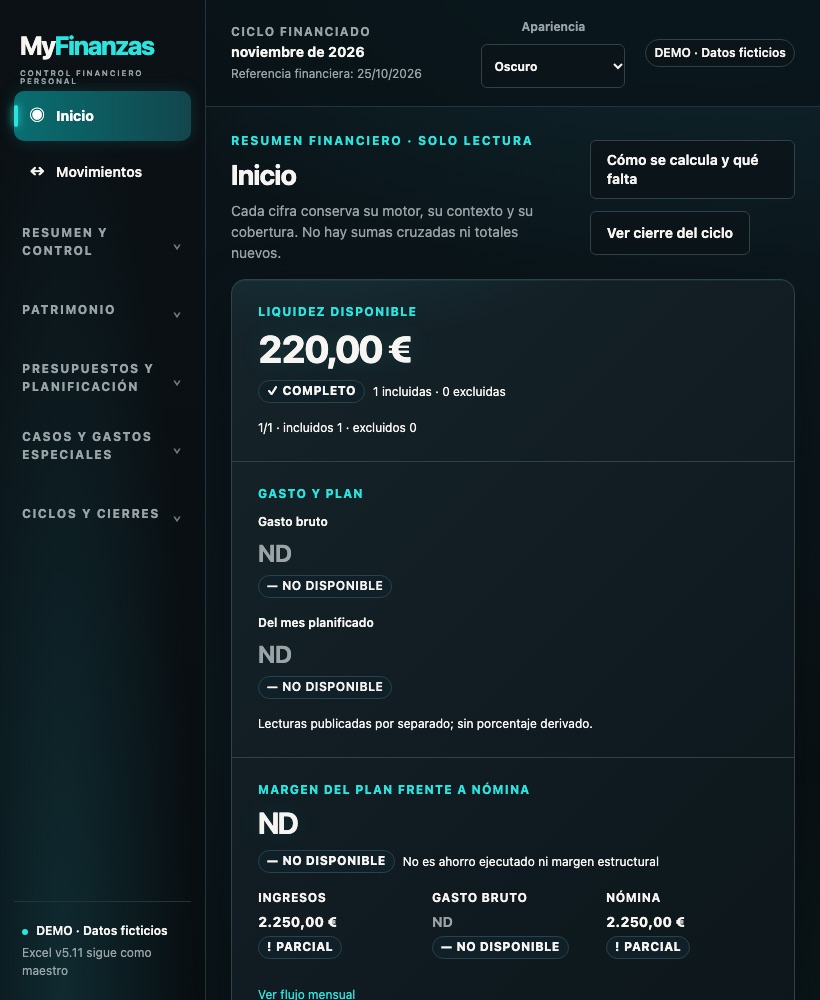 MyFinanzas
CONTROL FINANCIERO
PERSONAL
Inicio
Movimientos
RESUMEN Y
CONTROL
PATRIMONIO
PRESUPUESTOS Y
PLANIFICACIÓN
CASOS Y GASTOS
ESPECIALES
CICLOS Y CIERRES
DEMO · Datos ficticios
Excel v5.11 sigue como
maestro
CICLO FINANCIADO
noviembre de 2026
Referencia financiera: 25/10/2026
Apariencia
Oscuro
DEMO · Datos ficticios
RESUMEN FINANCIERO · SOLO LECTURA
Inicio
Cada cifra conserva su motor, su contexto y su
cobertura. No hay sumas cruzadas ni totales
nuevos.
Cómo se calcula y qué
falta
Ver cierre del ciclo
LIQUIDEZ DISPONIBLE
220,00 €
✓ COMPLETO 1 incluidas · 0 excluidas
1/1 · incluidos 1 · excluidos 0
GASTO Y PLAN
Gasto bruto
ND
— NO DISPONIBLE
Del mes planificado
ND
— NO DISPONIBLE
Lecturas publicadas por separado; sin porcentaje derivado.
MARGEN DEL PLAN FRENTE A NÓMINA
ND
— NO DISPONIBLE No es ahorro ejecutado ni margen estructural
INGRESOS GASTO BRUTO NÓMINA
2.250,00 € ND 2.250,00 €
! PARCIAL — NO DISPONIBLE ! PARCIAL
Ver flujo mensual